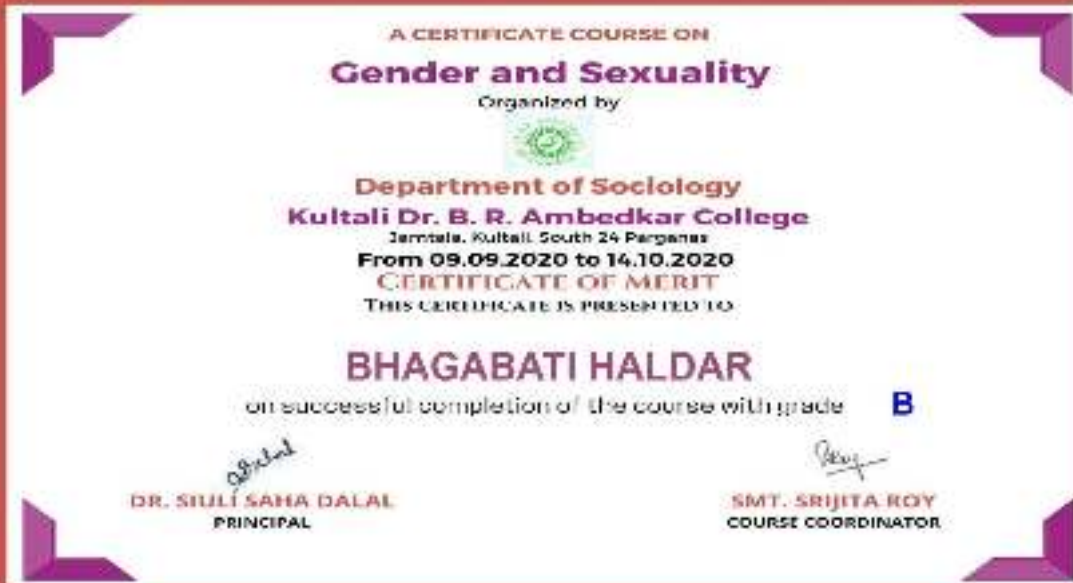 A CERTIFICATE COURSE ON
Gender and Sexuality
Organized by
Department of Sociology
Kultali Dr. B. R. Ambedkar College
Jamtala, Kultali, South 24 Parganas
From 09.09.2020 to 14.10.2020
CERTIFICATE OF MERIT
THIS CERTIFICATE IS PRESENTED TO
BHAGABATI HALDAR
on successful completion of the course with grade B
DR. SIULI SAHA DALAL
PRINCIPAL
SMT. SRIJITA ROY
COURSE COORDINATOR